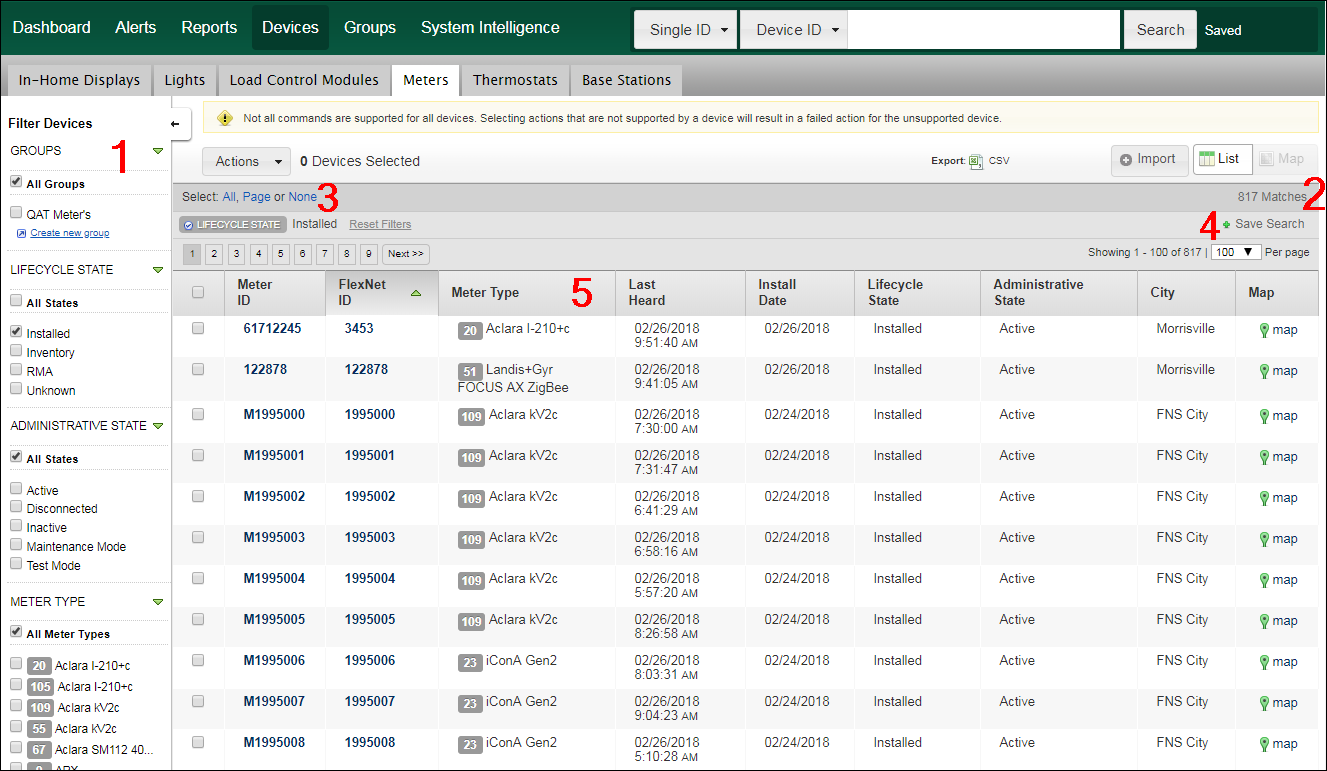 Dashboard Alerts Reports Devices Groups System Intelligence Single ID Device ID Search Saved
In-Home Displays Lights Load Control Modules Meters Thermostats Base Stations
Filter Devices
GROUPS 1
All Groups
QAT Meter's
Create new group
LIFECYCLE STATE
All States
Installed
Inventory
RMA
Unknown
ADMINISTRATIVE STATE
All States
Active
Disconnected
Inactive
Maintenance Mode
Test Mode
METER TYPE
All Meter Types
20 Aclara I-210+c
105 Aclara I-210+c
109 Aclara kV2c
55 Aclara kV2c
67 Aclara SM112 40...
Not all commands are supported for all devices. Selecting actions that are not supported by a device will result in a failed action for the unsupported device.
Actions 0 Devices Selected Export: CSV Import List Map
Select: All, Page or None 3 817 Matches 2
LIFECYCLE STATE Installed Reset Filters 4 Save Search
1 2 3 4 5 6 7 8 9 Next >> Showing 1 - 100 of 817 | 100 Per page
Meter ID FlexNet ID Meter Type 5 Last Heard Install Date Lifecycle State Administrative State City Map
61712245 3453 20 Aclara I-210+c 02/26/2018 9:51:40 AM 02/26/2018 Installed Active Morrisville map
122878 122878 51 Landis+Gyr FOCUS AX ZigBee 02/26/2018 9:41:05 AM 02/26/2018 Installed Active Morrisville map
M1995000 1995000 109 Aclara kV2c 02/26/2018 7:30:00 AM 02/24/2018 Installed Active FNS City map
M1995001 1995001 109 Aclara kV2c 02/26/2018 7:31:47 AM 02/24/2018 Installed Active FNS City map
M1995002 1995002 109 Aclara kV2c 02/26/2018 6:41:29 AM 02/24/2018 Installed Active FNS City map
M1995003 1995003 109 Aclara kV2c 02/26/2018 6:58:16 AM 02/24/2018 Installed Active FNS City map
M1995004 1995004 109 Aclara kV2c 02/26/2018 5:57:20 AM 02/24/2018 Installed Active FNS City map
M1995005 1995005 109 Aclara kV2c 02/26/2018 8:26:58 AM 02/24/2018 Installed Active FNS City map
M1995006 1995006 23 iConA Gen2 02/26/2018 8:03:31 AM 02/24/2018 Installed Active FNS City map
M1995007 1995007 23 iConA Gen2 02/26/2018 9:04:23 AM 02/24/2018 Installed Active FNS City map
M1995008 1995008 23 iConA Gen2 02/26/2018 5:10:28 AM 02/24/2018 Installed Active FNS City map